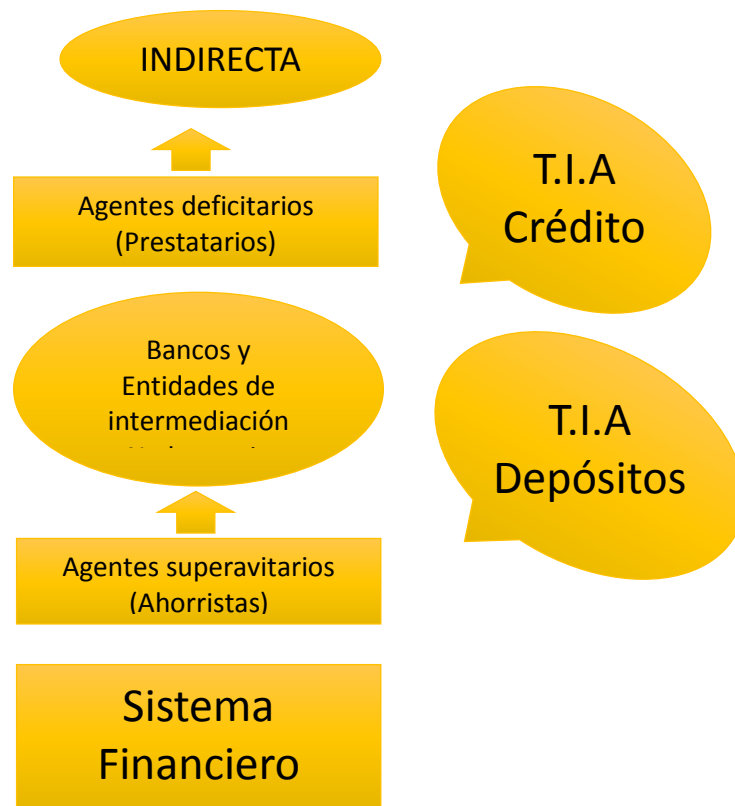 INDIRECTA
Agentes deficitarios
(Prestatarios)
T.I.A
Crédito
Bancos y
Entidades de
intermediación
T.I.A
Depósitos
Agentes superavitarios
(Ahorristas)
Sistema
Financiero